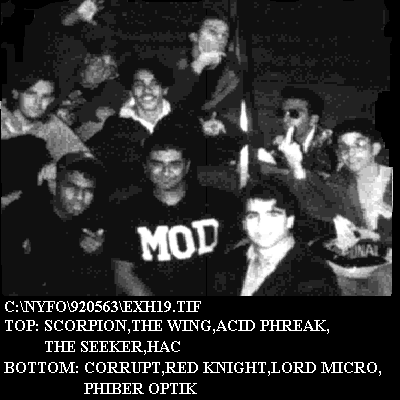 MOD
C:\NYFO\920563\EXH19.TIF
TOP: SCORPION,THE WING,ACID PHREAK,
THE SEEKER,HAC
BOTTOM: CORRUPT,RED KNIGHT,LORD MICRO,
PHIBER OPTIK